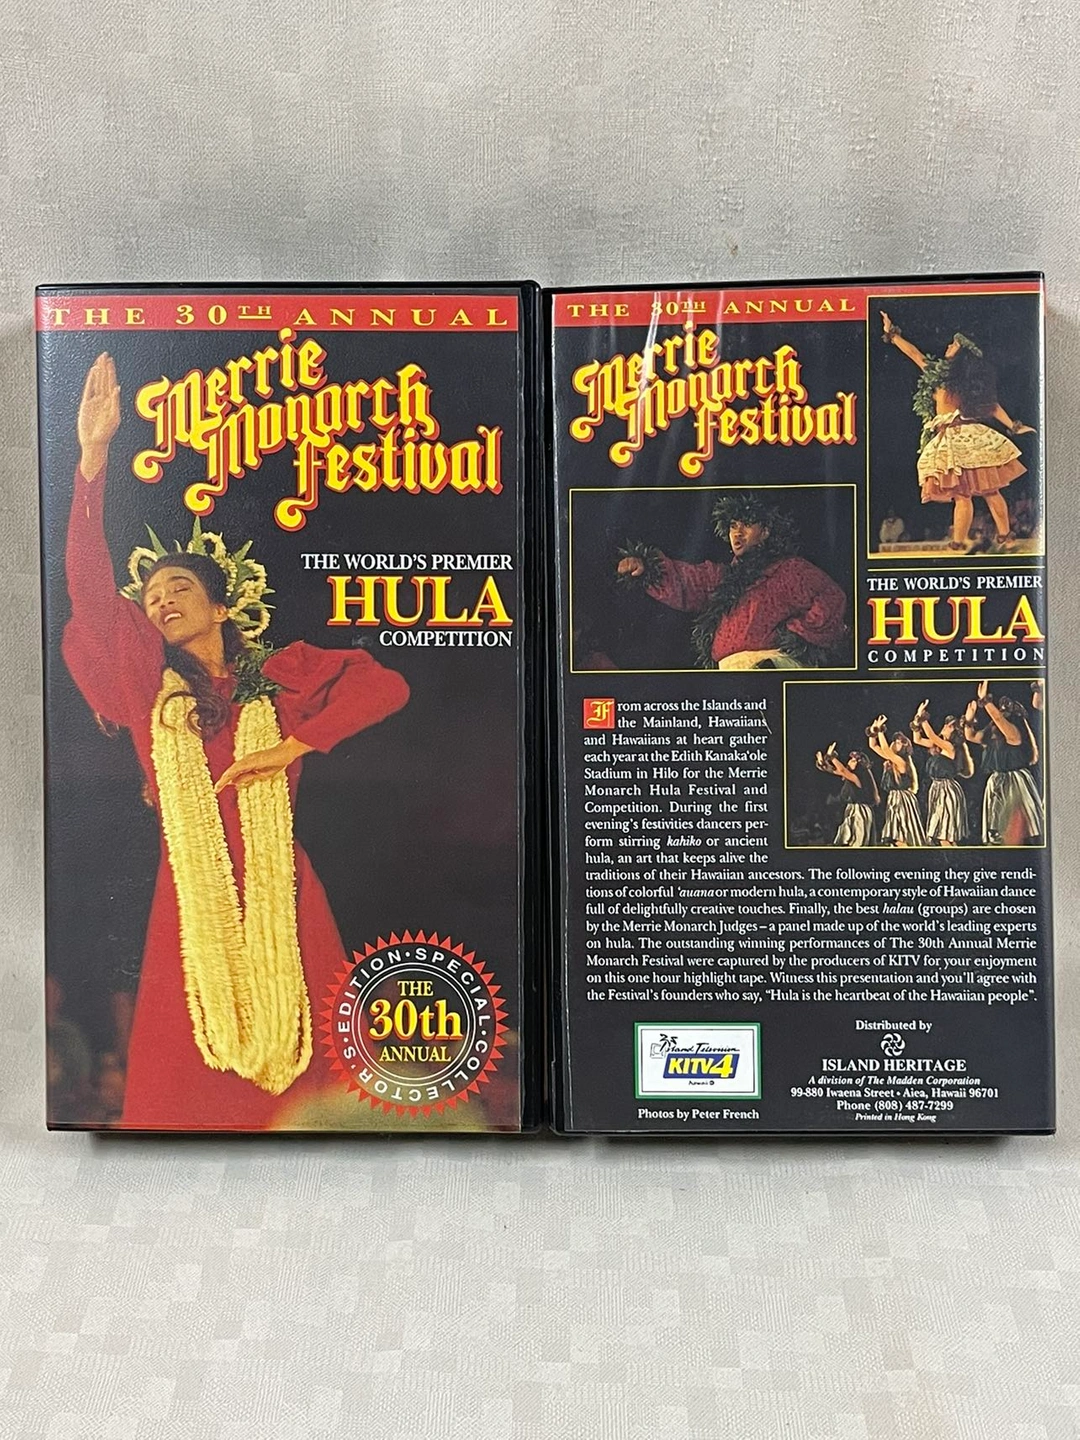 THE 30TH ANNUAL
Merrie
Monarch
Festival
THE WORLD'S PREMIER
HULA
COMPETITION
EDITION·SPECIAL·COLLECTOR'S
THE
30th
ANNUAL
THE 30TH ANNUAL
Merrie
Monarch
Festival
THE WORLD'S PREMIER
HULA
COMPETITION
From across the Islands and
the Mainland, Hawaiians
and Hawaiians at heart gather
each year at the Edith Kanaka'ole
Stadium in Hilo for the Merrie
Monarch Hula Festival and
Competition. During the first
evening's festivities dancers per-
form stirring kahiko or ancient
hula, an art that keeps alive the
traditions of their Hawaiian ancestors. The following evening they give rendi-
tions of colorful 'auana or modern hula, a contemporary style of Hawaiian dance
full of delightfully creative touches. Finally, the best halau (groups) are chosen
by the Merrie Monarch Judges – a panel made up of the world's leading experts
on hula. The outstanding winning performances of The 30th Annual Merrie
Monarch Festival were captured by the producers of KITV for your enjoyment
on this one hour highlight tape. Witness this presentation and you'll agree with
the Festival's founders who say, "Hula is the heartbeat of the Hawaiian people".
Island Television
KITV4
Hawaii
Photos by Peter French
Distributed by
ISLAND HERITAGE
A division of The Madden Corporation
99-880 Iwaena Street • Aiea, Hawaii 96701
Phone (808) 487-7299
Printed in Hong Kong